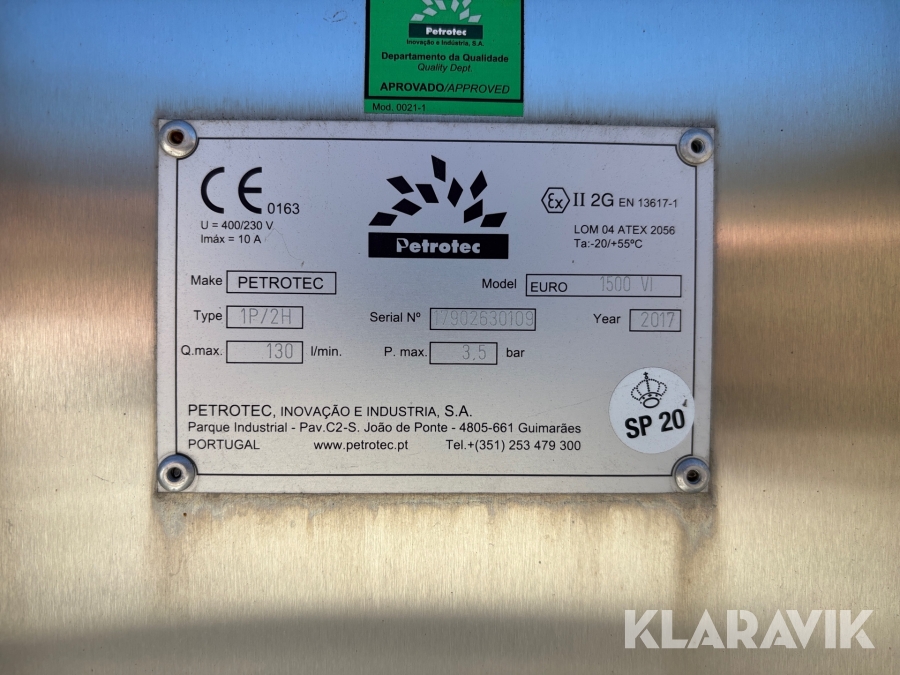 Petrotec
Inovação e Indústria, S.A.
Departamento da Qualidade
Quality Dept.
APROVADO/APPROVED
Mod. 0021-1
CE 0163
U = 400/230 V
Imáx = 10 A
Petrotec
Ex II 2G EN 13617-1
LOM 04 ATEX 2056
Ta:-20/+55ºC
Make PETROTEC
Model EURO 1500 VI
Type 1P/2H
Serial Nº 17902630109
Year 2017
Q.max. 130 l/min.
P. max. 3.5 bar
SP 20
PETROTEC, INOVAÇÃO E INDUSTRIA, S.A.
Parque Industrial - Pav.C2-S. João de Ponte - 4805-661 Guimarães
PORTUGAL www.petrotec.pt Tel.+(351) 253 479 300
KLARAVIK